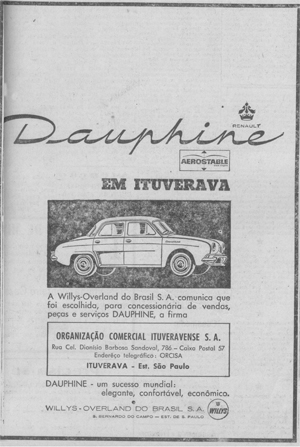 RENAULT
Dauphine
AEROSTABLE
EM ITUVERAVA
A Willys-Overland do Brasil S. A. comunica que
foi escolhida, para concessionária de vendas,
peças e serviços DAUPHINE, a firma
ORGANIZAÇÃO COMERCIAL ITUVERAVENSE S. A.
Rua Cel. Dionísio Barbosa Sandoval, 786 - Caixa Postal 57
Enderêço telegráfico: ORCISA
ITUVERAVA - Est. São Paulo
DAUPHINE - um sucesso mundial:
elegante, confortável, econômico.
WILLYS-OVERLAND DO BRASIL S. A.
WILLYS
S. BERNARDO DO CAMPO - EST. DE S. PAULO